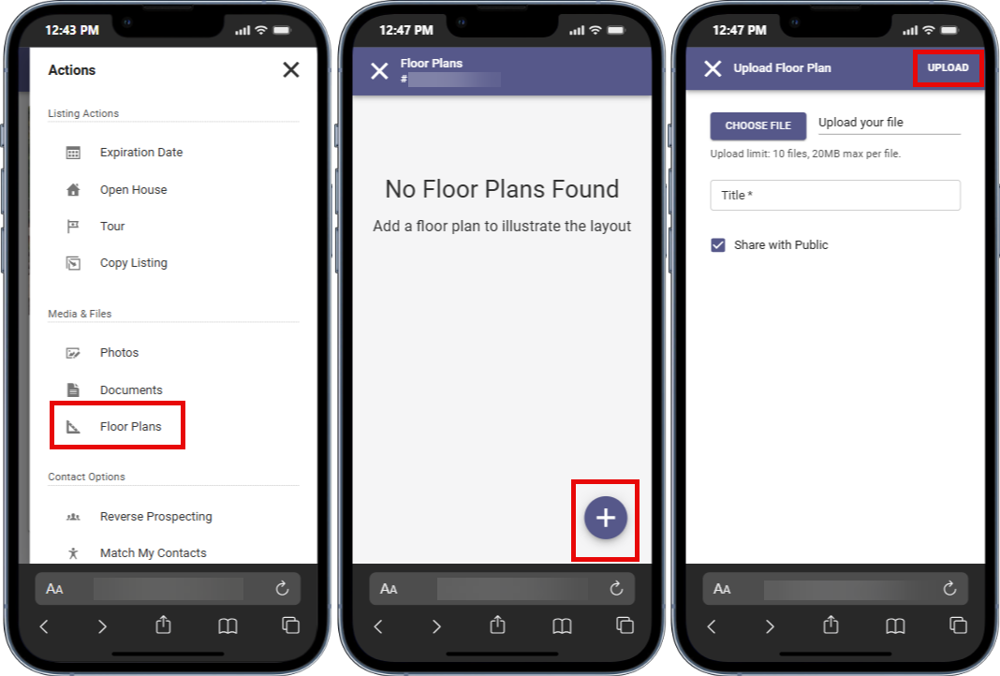 12:43 PM
Actions
Listing Actions
Expiration Date
Open House
Tour
Copy Listing
Media & Files
Photos
Documents
Floor Plans
Contact Options
Reverse Prospecting
Match My Contacts
AA
12:47 PM
Floor Plans
#
No Floor Plans Found
Add a floor plan to illustrate the layout
AA
12:47 PM
Upload Floor Plan
UPLOAD
CHOOSE FILE
Upload your file
Upload limit: 10 files, 20MB max per file.
Title *
Share with Public
AA